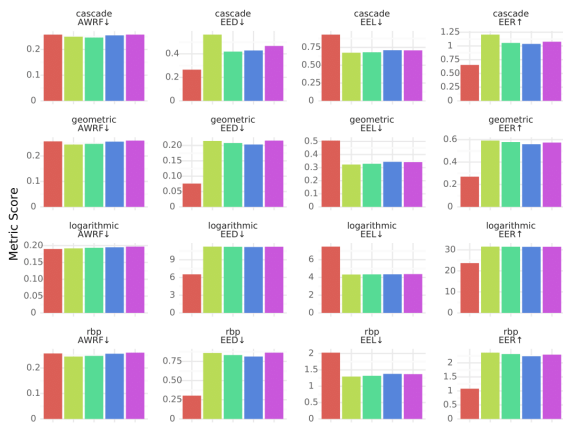 cascade
AWRF↓
0.2
0
cascade
EED↓
0.4
0.2
0
cascade
EEL↓
0.75
0.50
0.25
0
cascade
EER↑
1.25
1
0.75
0.50
0.25
0
geometric
AWRF↓
0.2
0
geometric
EED↓
0.20
0.15
0.10
0.05
0
geometric
EEL↓
0.5
0.4
0.3
0.2
0.1
0
geometric
EER↑
0.6
0.4
0.2
0
Metric Score
logarithmic
AWRF↓
0.20
0.15
0.10
0.05
0
logarithmic
EED↓
9
6
3
0
logarithmic
EEL↓
6
4
2
0
logarithmic
EER↑
30
20
10
0
rbp
AWRF↓
0.2
0
rbp
EED↓
0.75
0.50
0.25
0
rbp
EEL↓
2
1.5
1
0.5
0
rbp
EER↑
2
1.5
1
0.5
0